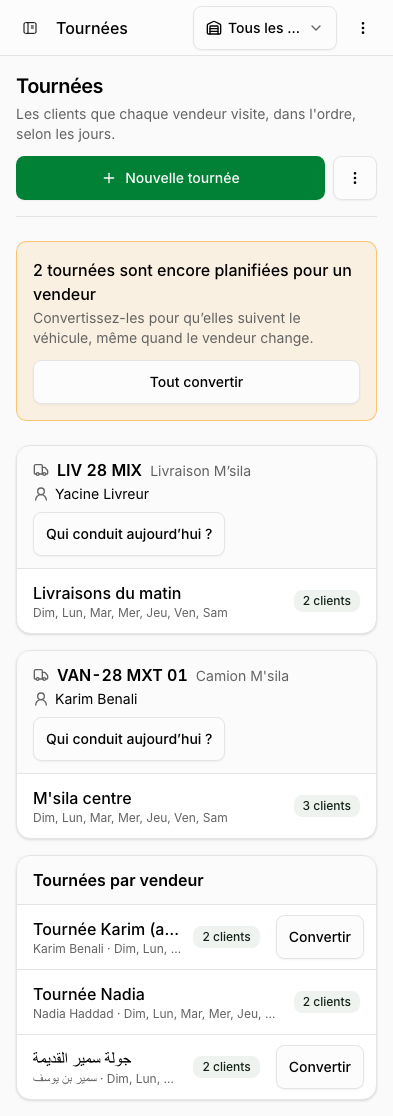 Tournées
Tous les ...
Tournées
Les clients que chaque vendeur visite, dans l'ordre,
selon les jours.
+ Nouvelle tournée
2 tournées sont encore planifiées pour un
vendeur
Convertissez-les pour qu’elles suivent le
véhicule, même quand le vendeur change.
Tout convertir
LIV 28 MIX Livraison M’sila
Yacine Livreur
Qui conduit aujourd’hui ?
Livraisons du matin
2 clients
Dim, Lun, Mar, Mer, Jeu, Ven, Sam
VAN-28 MXT 01 Camion M'sila
Karim Benali
Qui conduit aujourd’hui ?
M'sila centre
3 clients
Dim, Lun, Mar, Mer, Jeu, Ven, Sam
Tournées par vendeur
Tournée Karim (a...
2 clients
Convertir
Karim Benali · Dim, Lun, ...
Tournée Nadia
2 clients
Nadia Haddad · Dim, Lun, Mar, Mer, Jeu, ...
جولة سمير القديمة
2 clients
Convertir
سمير بن يوسف · Dim, Lun, ...